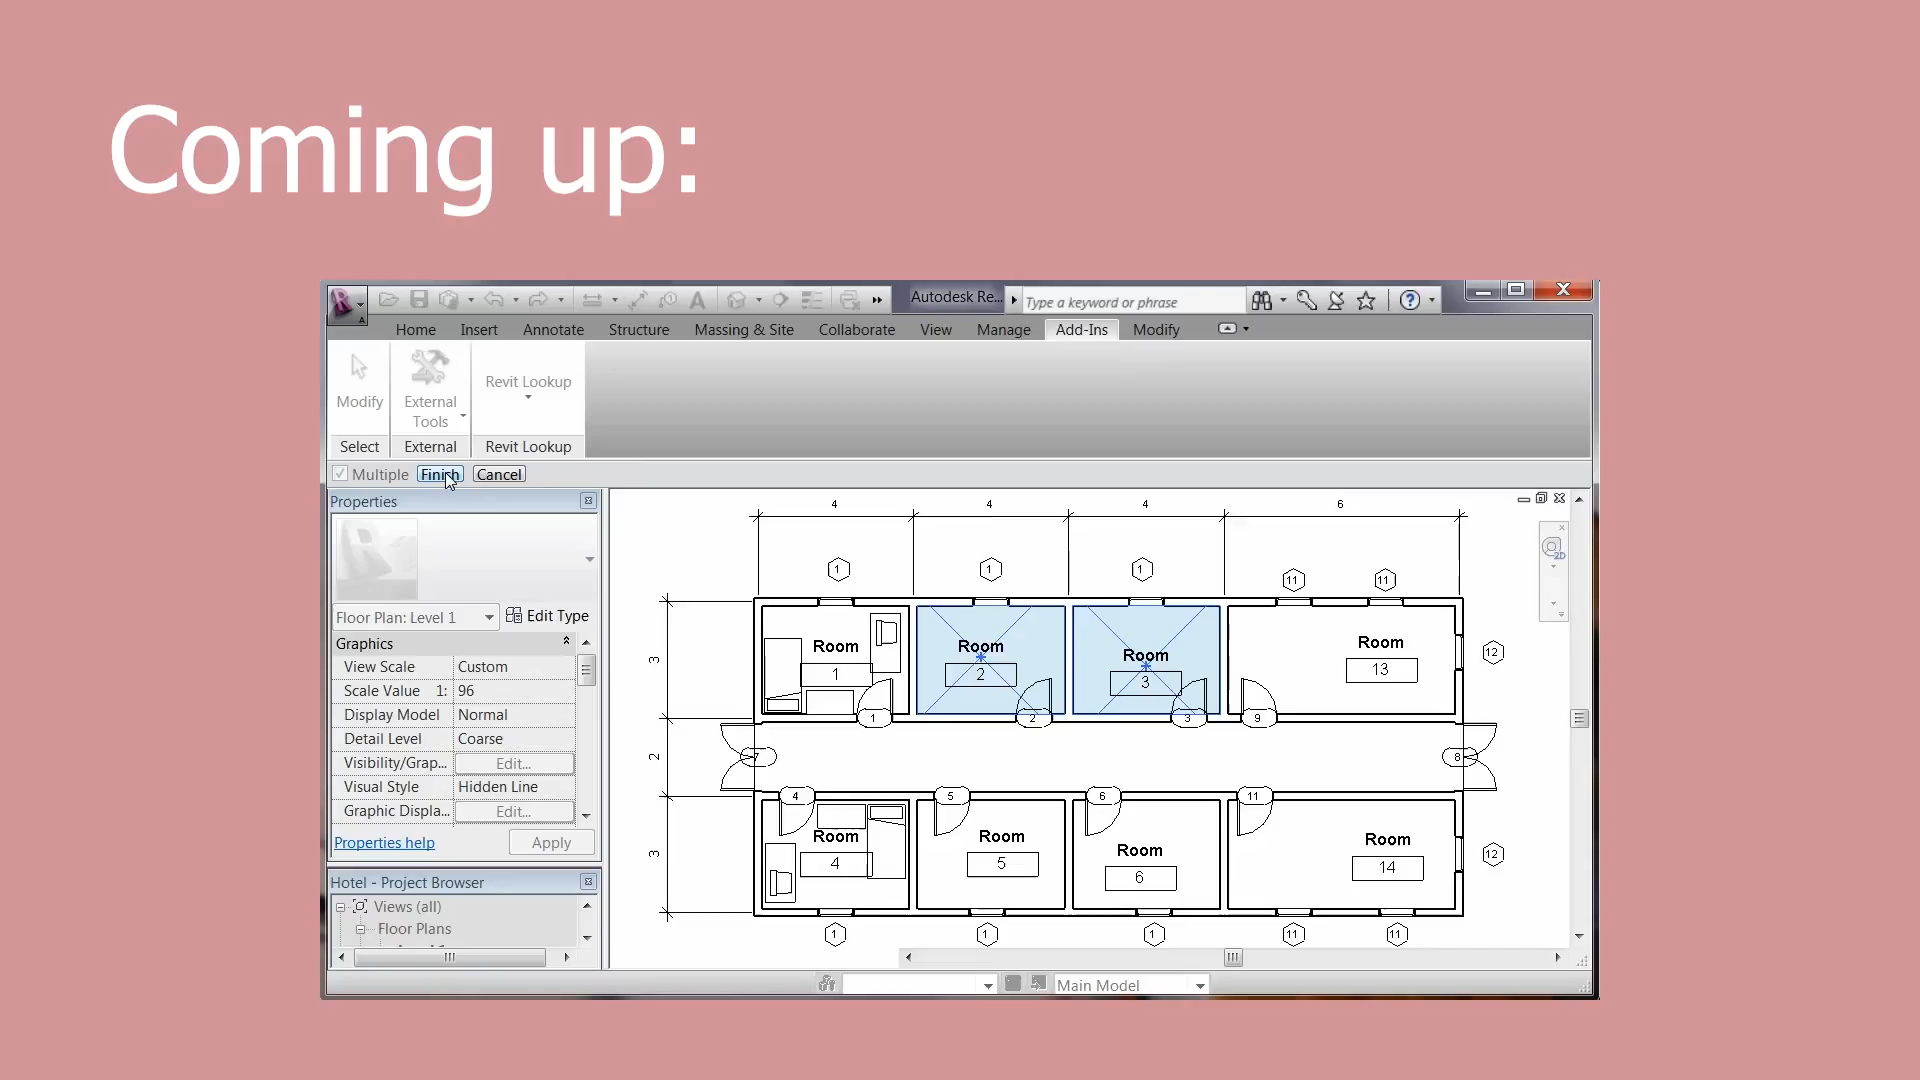 Coming up:
Autodesk Re...
Type a keyword or phrase
Home Insert Annotate Structure Massing & Site Collaborate View Manage Add-Ins Modify
Modify
External
Tools
Revit Lookup
Select External Revit Lookup
Multiple Finish Cancel
Properties
Floor Plan: Level 1
Edit Type
Graphics
View Scale Custom
Scale Value 1: 96
Display Model Normal
Detail Level Coarse
Visibility/Grap... Edit...
Visual Style Hidden Line
Graphic Displa... Edit...
Properties help
Apply
Hotel - Project Browser
Views (all)
Floor Plans
2D
4 4 4 6
1 1 1 11 11
3
Room
1
Room
2
Room
3
Room
13
12
1 2 3 9
2
7 8
4 5 6 11
3
Room
4
Room
5
Room
6
Room
14
12
1 1 1 11 11
Main Model